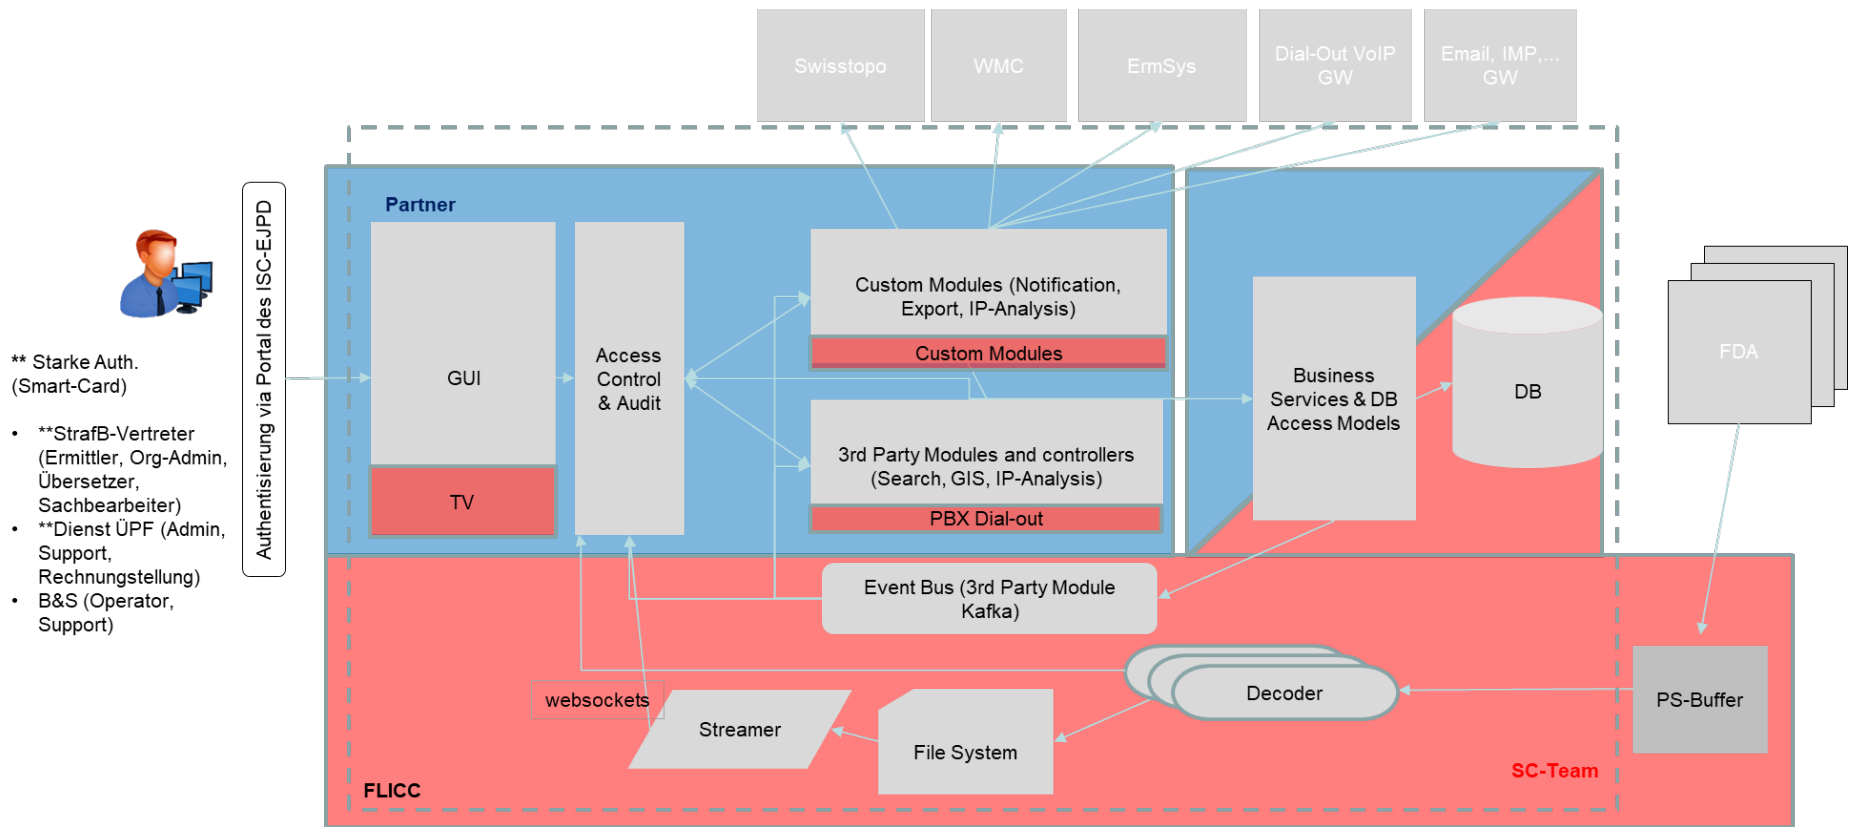 Swisstopo
WMC
ErmSys
Dial-Out VoIP
GW
Email, IMP,...
GW
Partner
Authentisierung via Portal des ISC-EJPD
** Starke Auth.
(Smart-Card)
• **StrafB-Vertreter
(Ermittler, Org-Admin,
Übersetzer,
Sachbearbeiter)
• **Dienst ÜPF (Admin,
Support,
Rechnungstellung)
• B&S (Operator,
Support)
GUI
TV
Access
Control
& Audit
Custom Modules (Notification,
Export, IP-Analysis)
Custom Modules
3rd Party Modules and controllers
(Search, GIS, IP-Analysis)
PBX Dial-out
Business
Services & DB
Access Models
DB
FDA
Event Bus (3rd Party Module
Kafka)
websockets
Streamer
File System
Decoder
PS-Buffer
SC-Team
FLICC